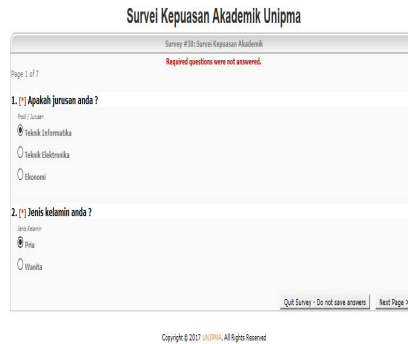 Survei Kepuasan Akademik Unipma
Survey #30: Survei Kepuasan Akademik
Required questions were not answered.
Page 1 of 7
1. [*] Apakah jurusan anda ?
Prodi / Jurusan
Teknik Informatika
Teknik Elektronika
Ekonomi
2. [*] Jenis kelamin anda ?
Jenis Kelamin
Pria
Wanita
Quit Survey - Do not save answers
Next Page >
Copyright @ 2017 UNIPMA, All Rights Reserved